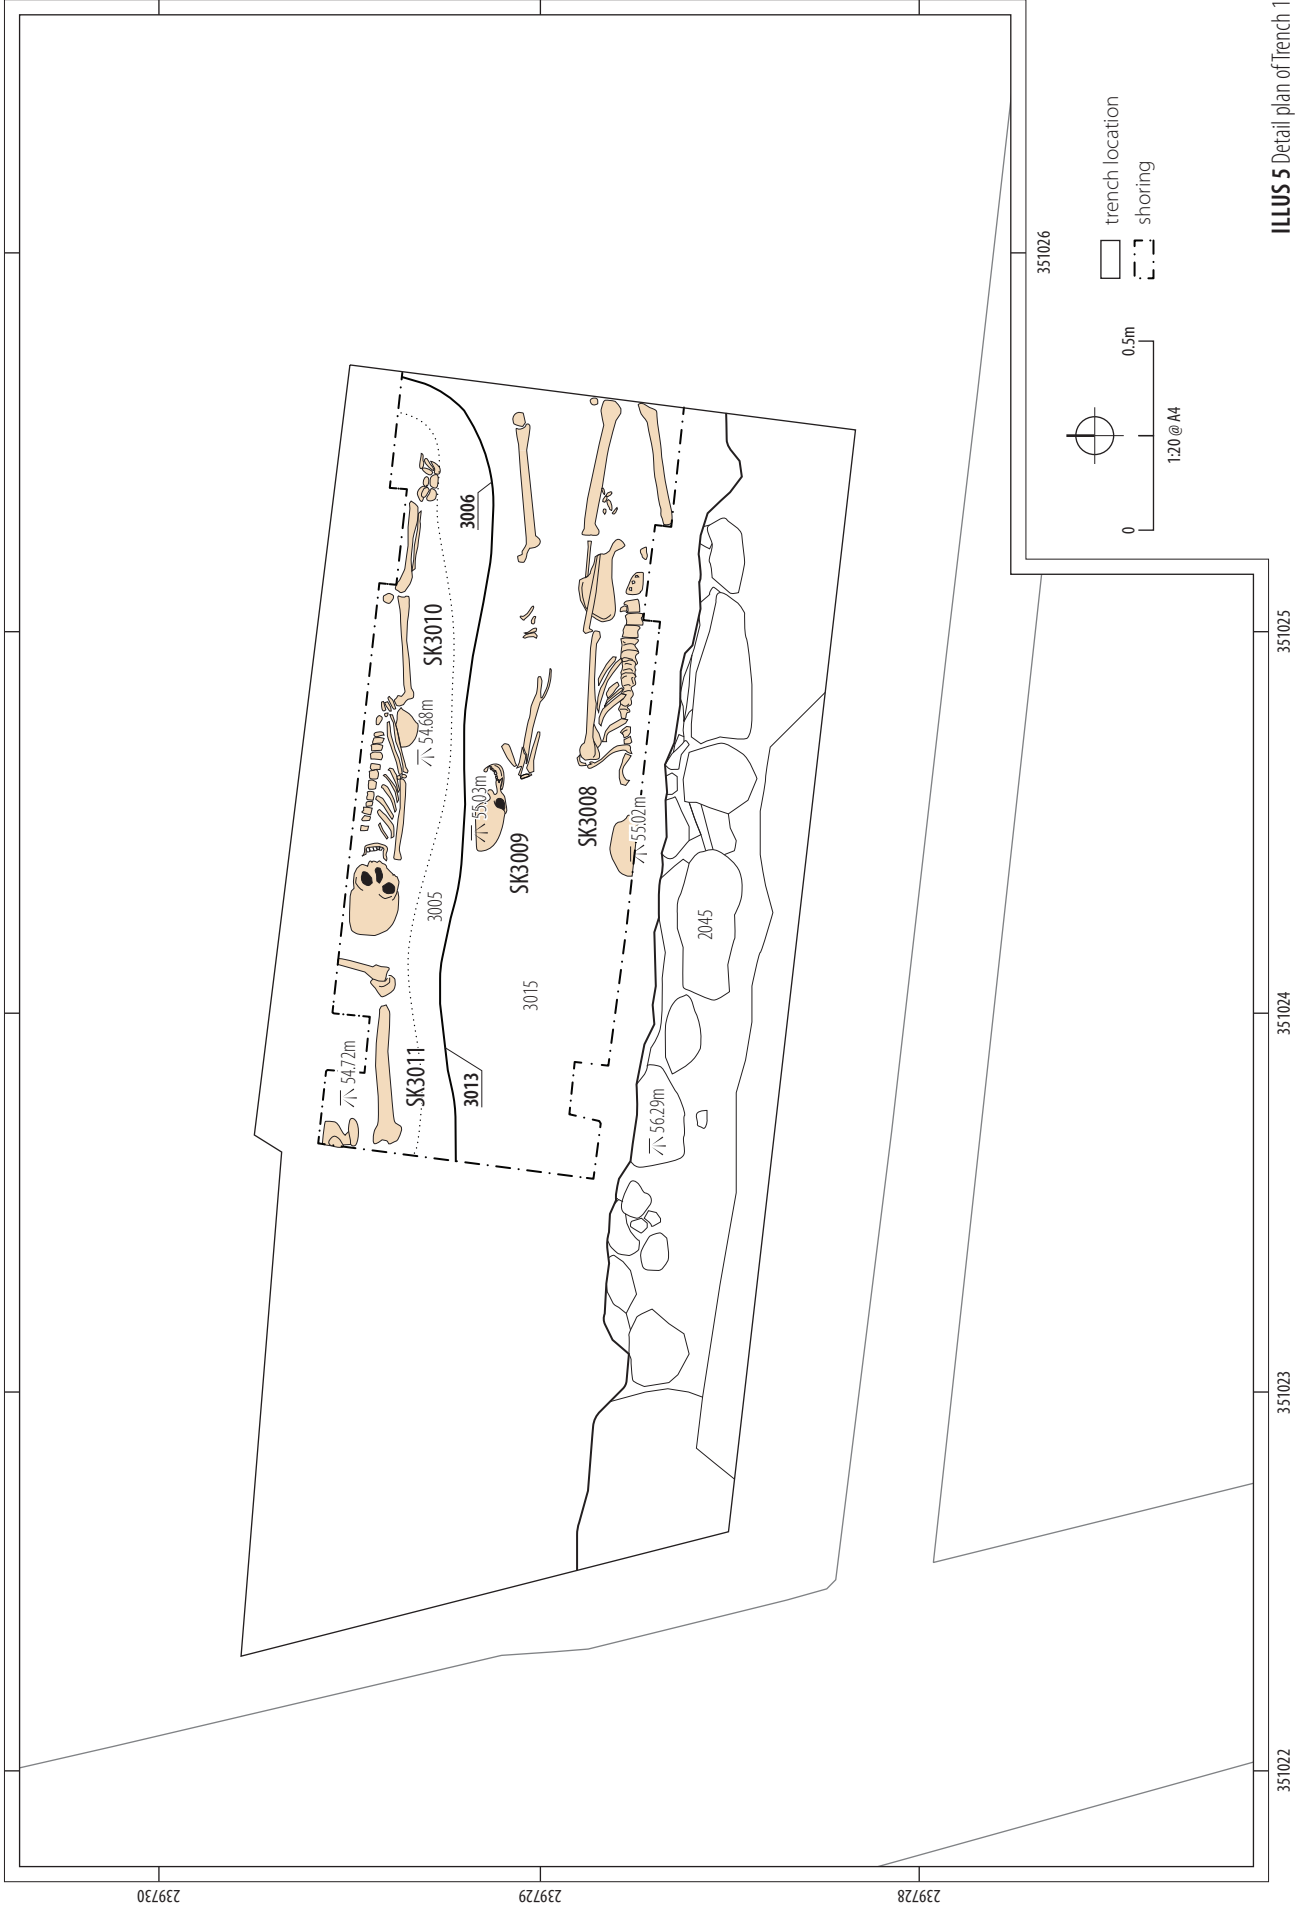 239730
239729
239728
351022
351023
351024
351025
351026
54.72m
SK3011
3013
3005
SK3010
54.68m
3006
55.03m
SK3009
SK3008
55.02m
3015
2045
56.29m
trench location
shoring
0
0.5m
1:20 @ A4
ILLUS 5 Detail plan of Trench 1